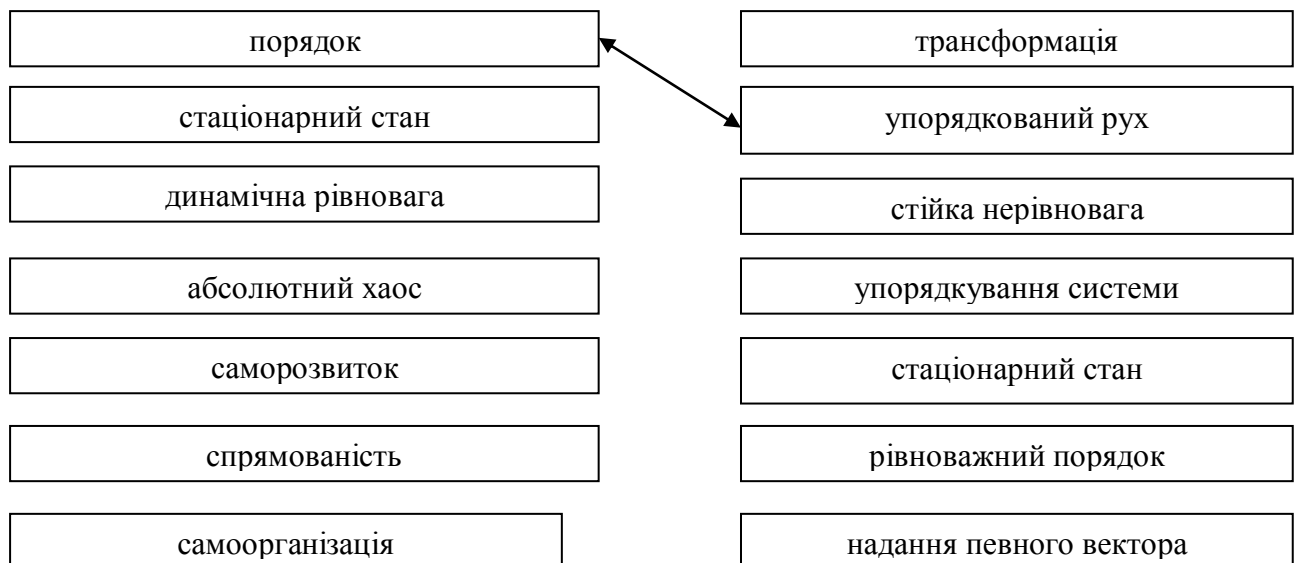 порядок
трансформація
стаціонарний стан
упорядкований рух
динамічна рівновага
стійка нерівновага
абсолютний хаос
упорядкування системи
саморозвиток
стаціонарний стан
спрямованість
рівноважний порядок
самоорганізація
надання певного вектора